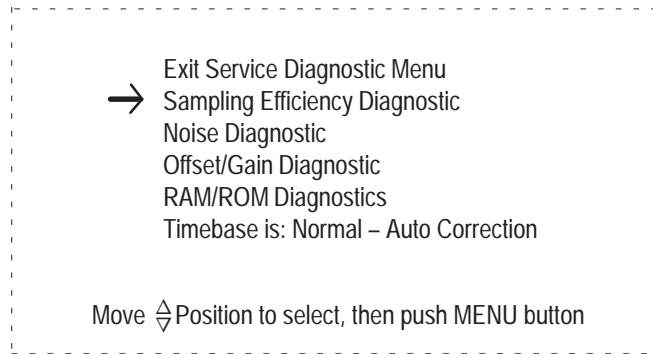 Exit Service Diagnostic Menu
→ Sampling Efficiency Diagnostic
Noise Diagnostic
Offset/Gain Diagnostic
RAM/ROM Diagnostics
Timebase is: Normal – Auto Correction
Move △▽ Position to select, then push MENU button